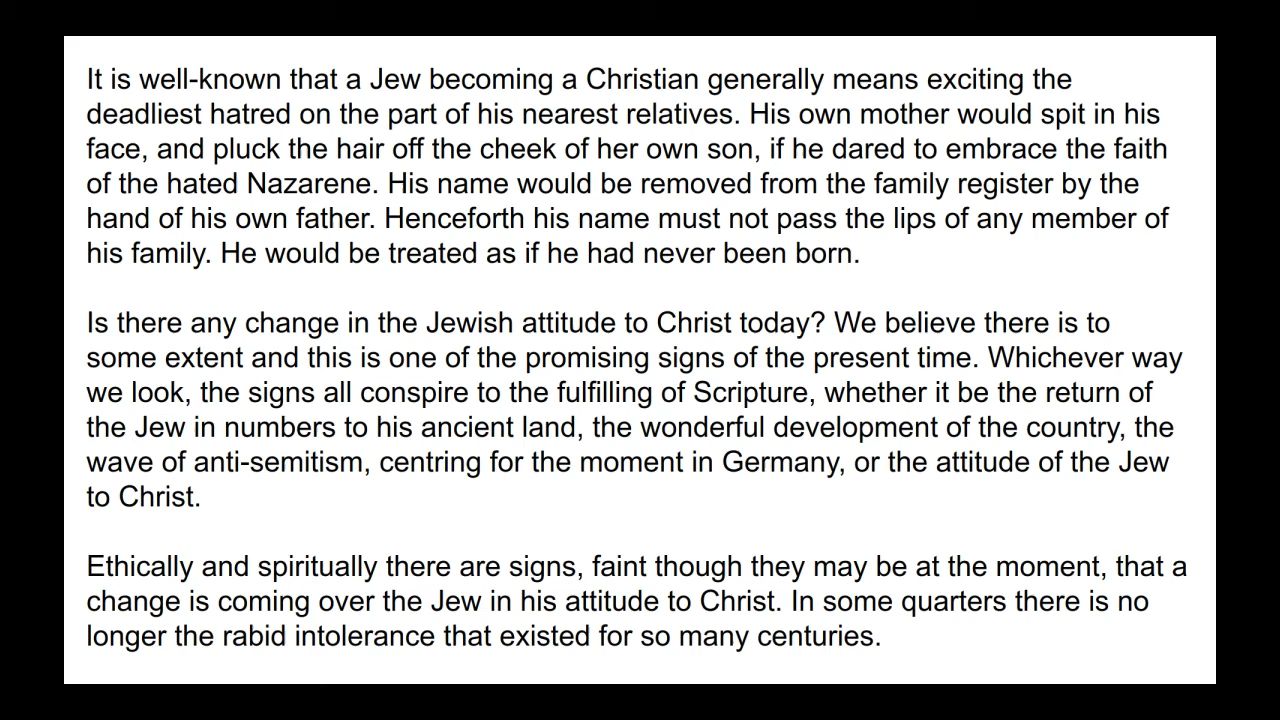 It is well-known that a Jew becoming a Christian generally means exciting the
deadliest hatred on the part of his nearest relatives. His own mother would spit in his
face, and pluck the hair off the cheek of her own son, if he dared to embrace the faith
of the hated Nazarene. His name would be removed from the family register by the
hand of his own father. Henceforth his name must not pass the lips of any member of
his family. He would be treated as if he had never been born.
Is there any change in the Jewish attitude to Christ today? We believe there is to
some extent and this is one of the promising signs of the present time. Whichever way
we look, the signs all conspire to the fulfilling of Scripture, whether it be the return of
the Jew in numbers to his ancient land, the wonderful development of the country, the
wave of anti-semitism, centring for the moment in Germany, or the attitude of the Jew
to Christ.
Ethically and spiritually there are signs, faint though they may be at the moment, that a
change is coming over the Jew in his attitude to Christ. In some quarters there is no
longer the rabid intolerance that existed for so many centuries.